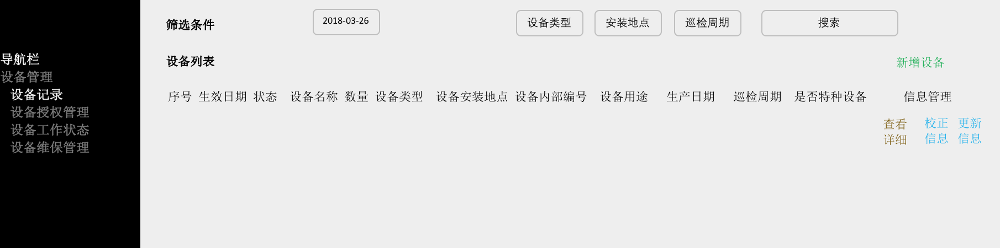 导航栏
设备管理
设备记录
设备授权管理
设备工作状态
设备维保管理
筛选条件 2018-03-26 设备类型 安装地点 巡检周期 搜索
设备列表 新增设备
序号 生效日期 状态 设备名称 数量 设备类型 设备安装地点 设备内部编号 设备用途 生产日期 巡检周期 是否特种设备 信息管理
查看 校正 更新
详细 信息 信息